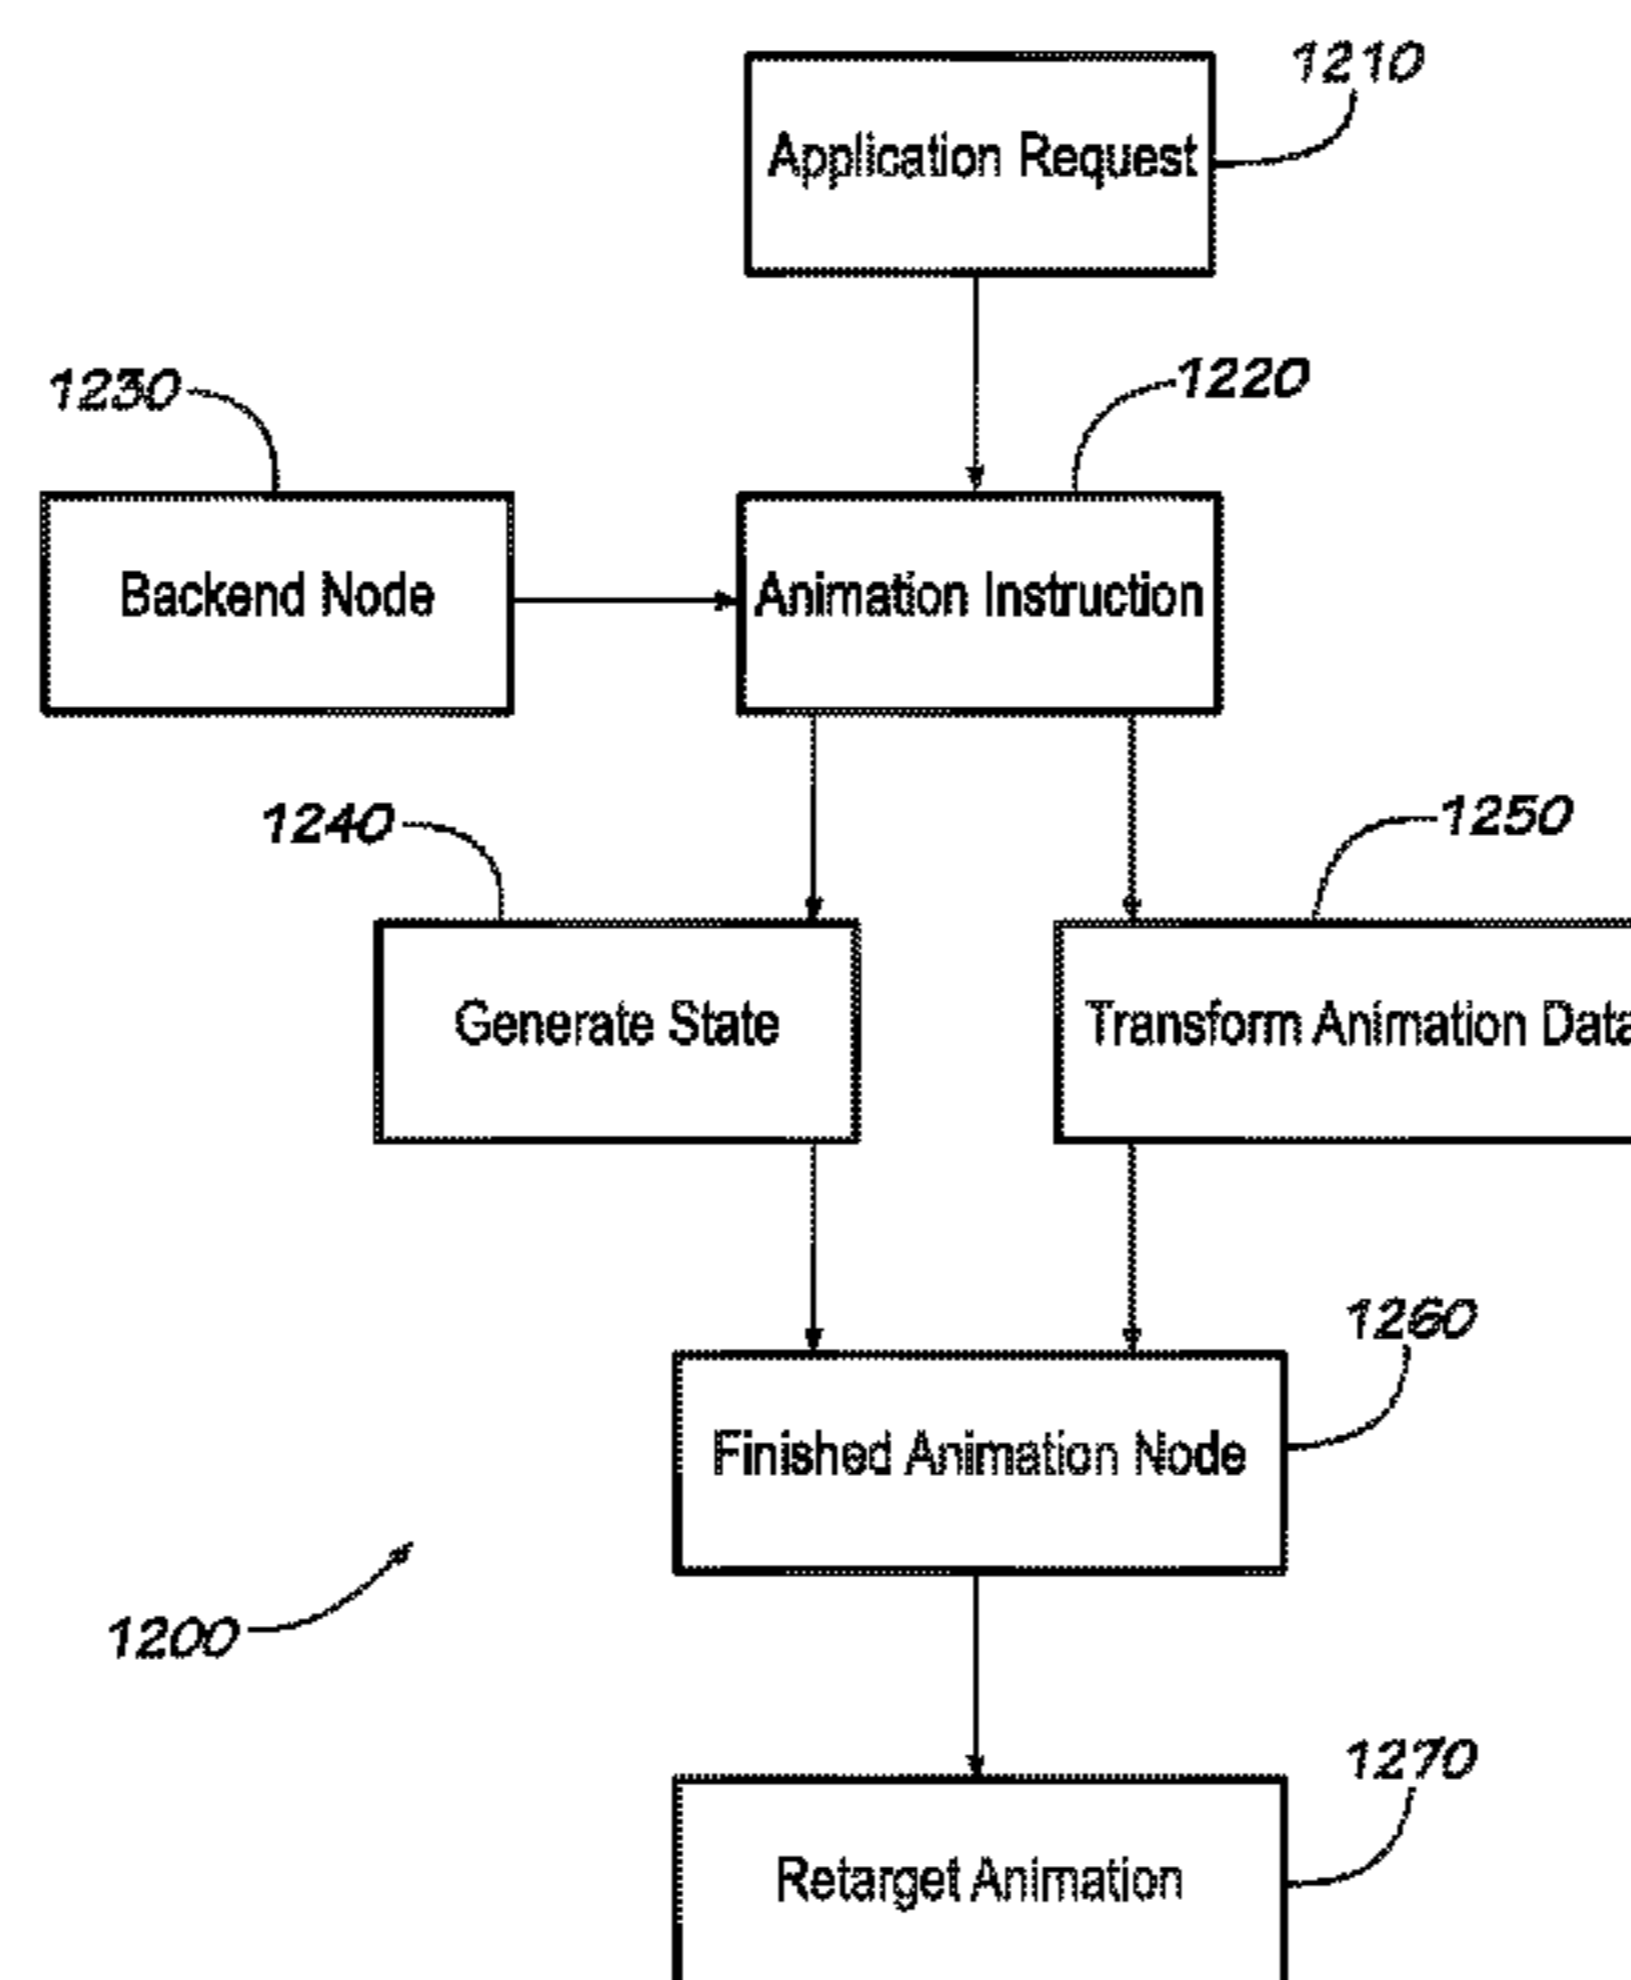 1210
Application Request
1230
1220
Backend Node
Animation Instruction
1240
1250
Generate State
Transform Animation Data
1260
Finished Animation Node
1200
1270
Retarget Animation